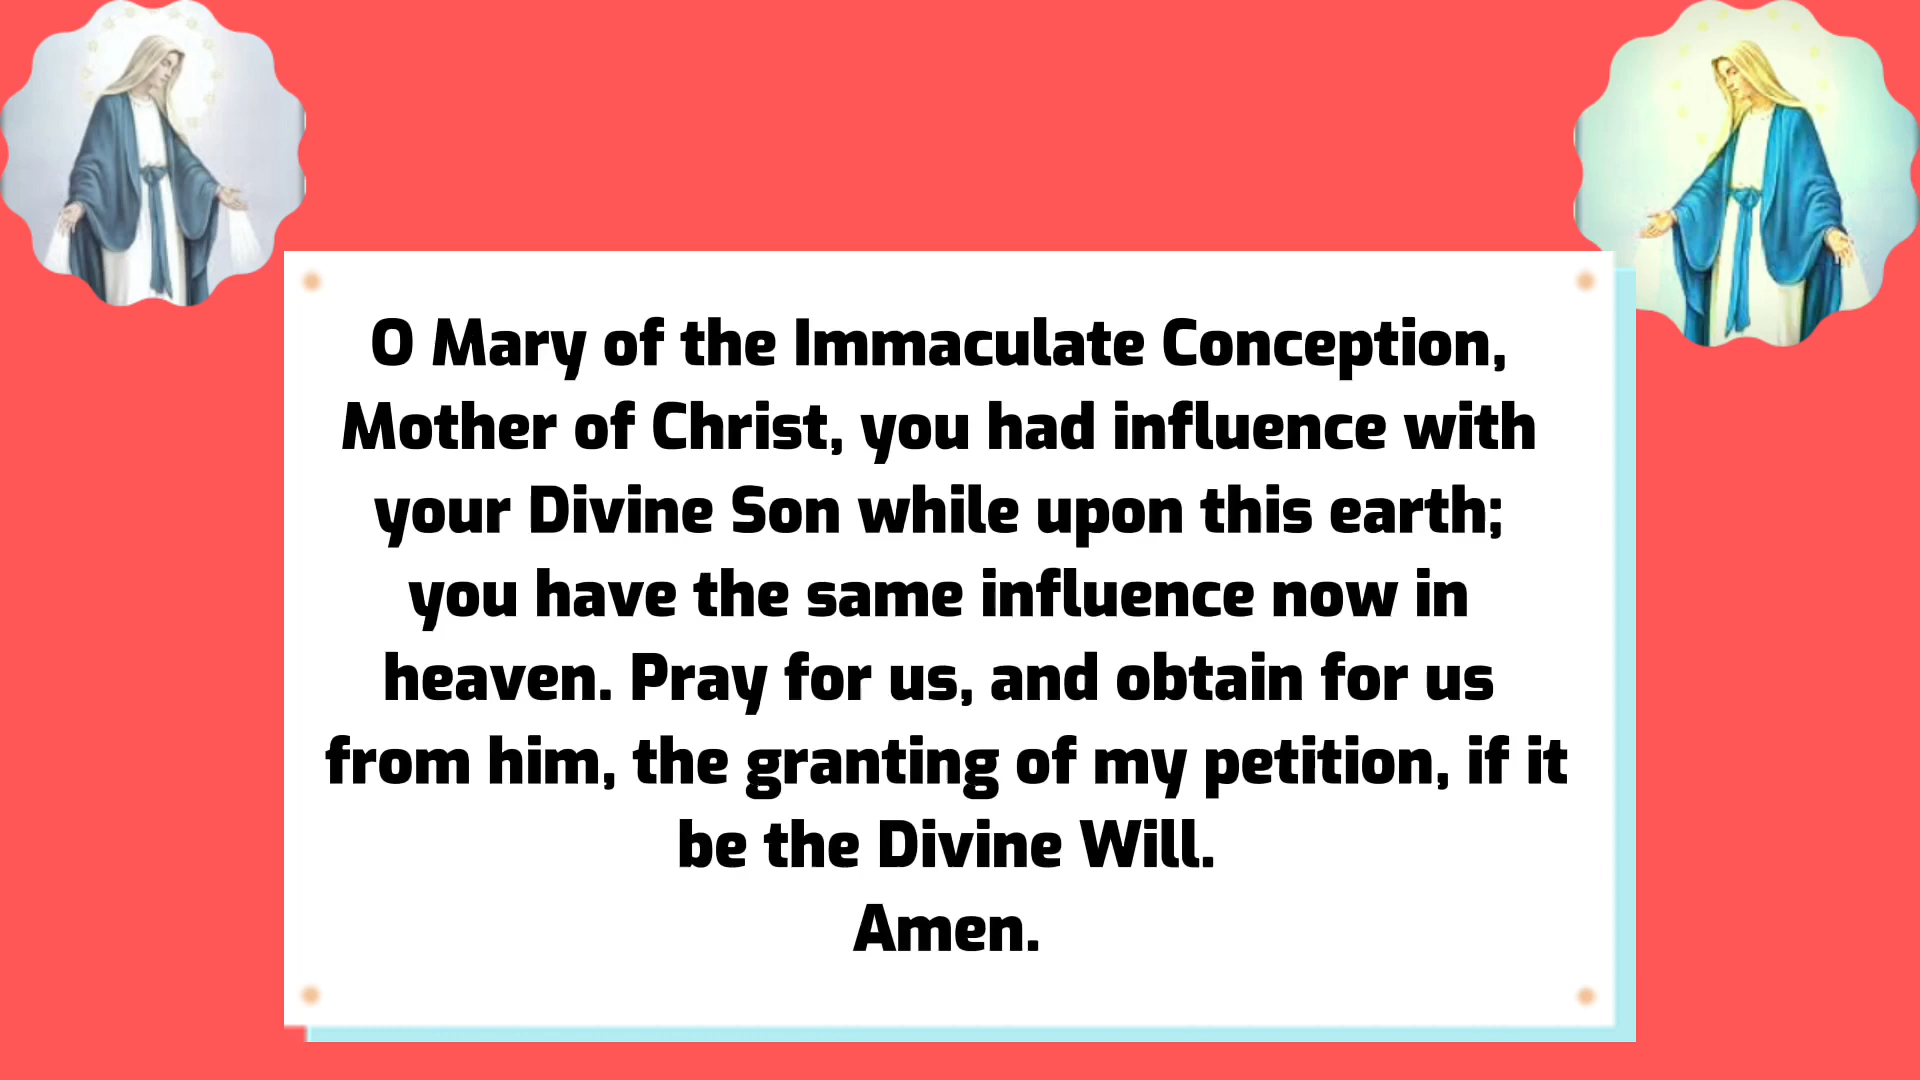 O Mary of the Immaculate Conception,
Mother of Christ, you had influence with
your Divine Son while upon this earth;
you have the same influence now in
heaven. Pray for us, and obtain for us
from him, the granting of my petition, if it
be the Divine Will.
Amen.